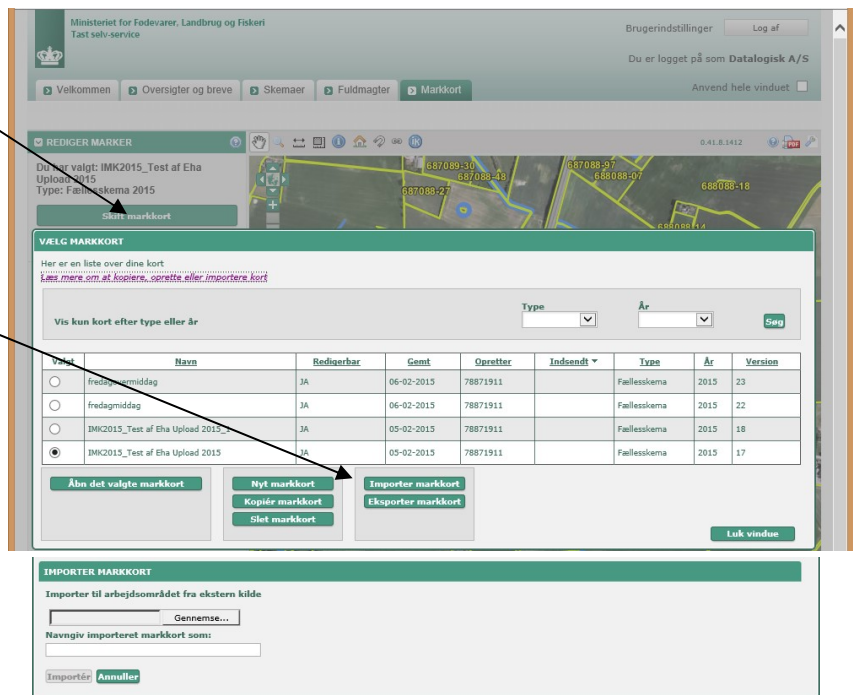 Ministeriet for Fødevarer, Landbrug og Fiskeri
Tast selv-service
Brugerindstillinger
Log af
Du er logget på som Datalogisk A/S
Velkommen
Oversigter og breve
Skemaer
Fuldmagter
Markkort
Anvend hele vinduet
REDIGER MARKER
0.41.8.1412
PDF
Du har valgt: IMK2015_Test af Eha
Upload 2015
Type: Fællesskema 2015
Skift markkort
687089-30
687088-48
687088-27
687088-97
688088-07
688088-18
VÆLG MARKKORT
Her er en liste over dine kort
Læs mere om at kopiere, oprette eller importere kort
Type
År
Vis kun kort efter type eller år
Søg
Valgt Navn Redigerbar Gemt Opretter Indsendt Type År Version
fredagevermiddag JA 06-02-2015 78871911 Fællesskema 2015 23
fredagmiddag JA 06-02-2015 78871911 Fællesskema 2015 22
IMK2015_Test af Eha Upload 2015_1 JA 05-02-2015 78871911 Fællesskema 2015 18
IMK2015_Test af Eha Upload 2015 JA 05-02-2015 78871911 Fællesskema 2015 17
Åbn det valgte markkort
Nyt markkort
Importer markkort
Kopiér markkort
Eksporter markkort
Slet markkort
Luk vindue
IMPORTER MARKKORT
Importer til arbejdsområdet fra ekstern kilde
Gennemse...
Navngiv importeret markkort som:
Importér
Annuller